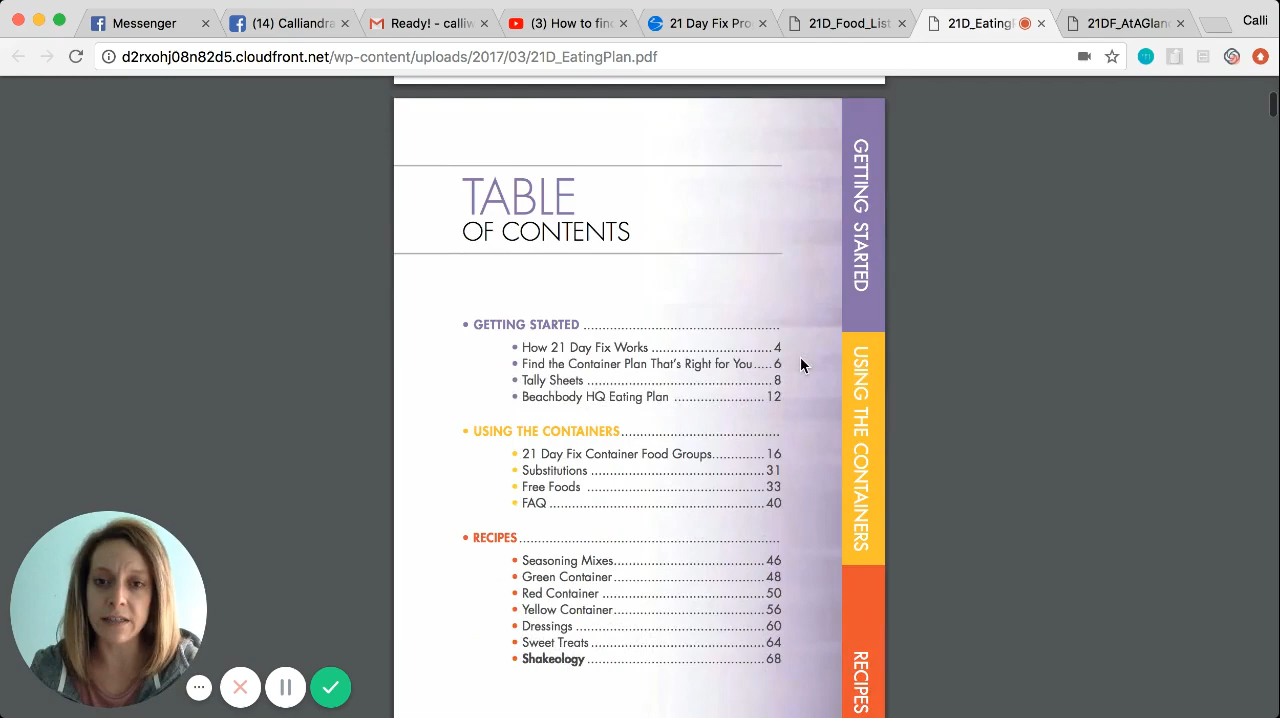 Messenger
(14) Calliandra
Ready! - calliw
(3) How to fin
21 Day Fix Pro
21D_Food_List
21D_Eating
21DF_AtAGlan
Calli
d2rxohj08n82d5.cloudfront.net/wp-content/uploads/2017/03/21D_EatingPlan.pdf
TABLE
OF CONTENTS
• GETTING STARTED ........................................
• How 21 Day Fix Works ........................ 4
• Find the Container Plan That's Right for You ..... 6
• Tally Sheets .................................... 8
• Beachbody HQ Eating Plan .................. 12
• USING THE CONTAINERS ................................
• 21 Day Fix Container Food Groups ............. 16
• Substitutions ................................... 31
• Free Foods .................................... 33
• FAQ ............................................ 40
• RECIPES ....................................................
• Seasoning Mixes ............................... 46
• Green Container ............................... 48
• Red Container ................................. 50
• Yellow Container ............................... 56
• Dressings ...................................... 60
• Sweet Treats ................................... 64
• Shakeology ................................... 68
GETTING STARTED
USING THE CONTAINERS
RECIPES